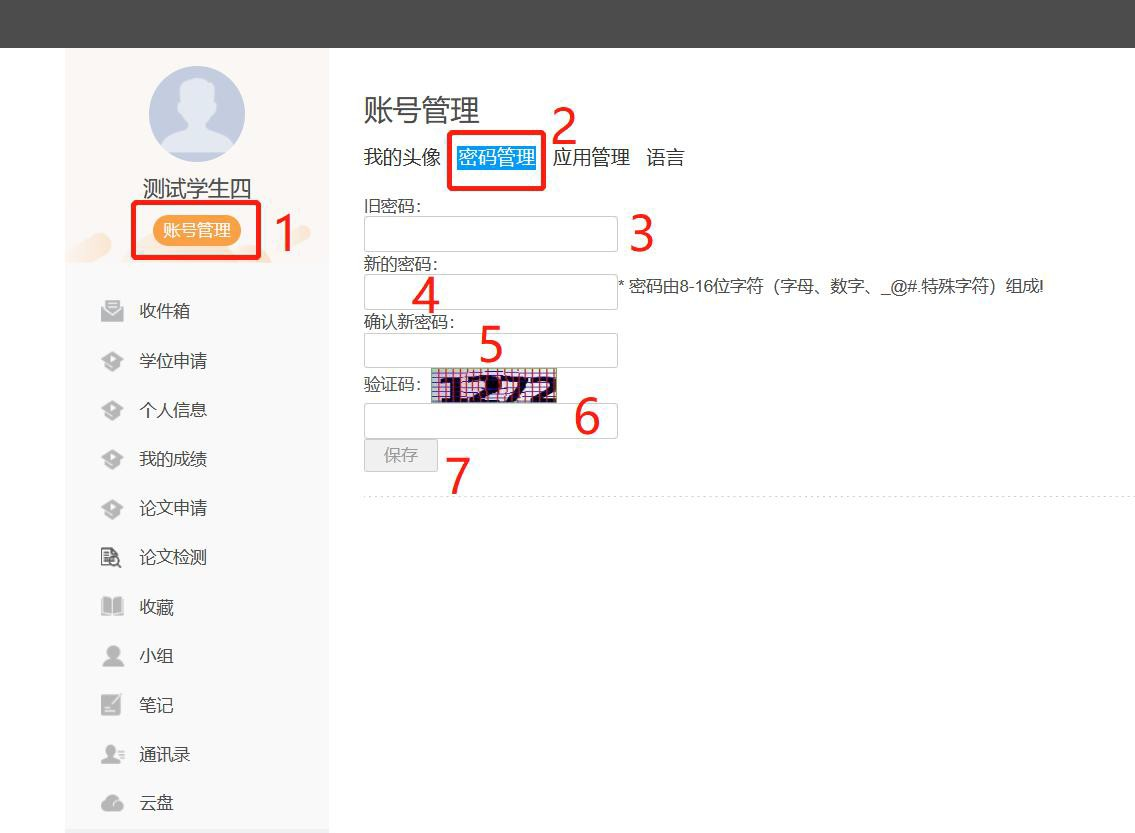 测试学生四
账号管理 1
收件箱
学位申请
个人信息
我的成绩
论文申请
论文检测
收藏
小组
笔记
通讯录
云盘
账号管理
2
我的头像 密码管理 应用管理 语言
旧密码：
3
新的密码：
4 * 密码由8-16位字符（字母、数字、_@#.特殊字符）组成!
确认新密码：
5
验证码： 1272
6
保存
7